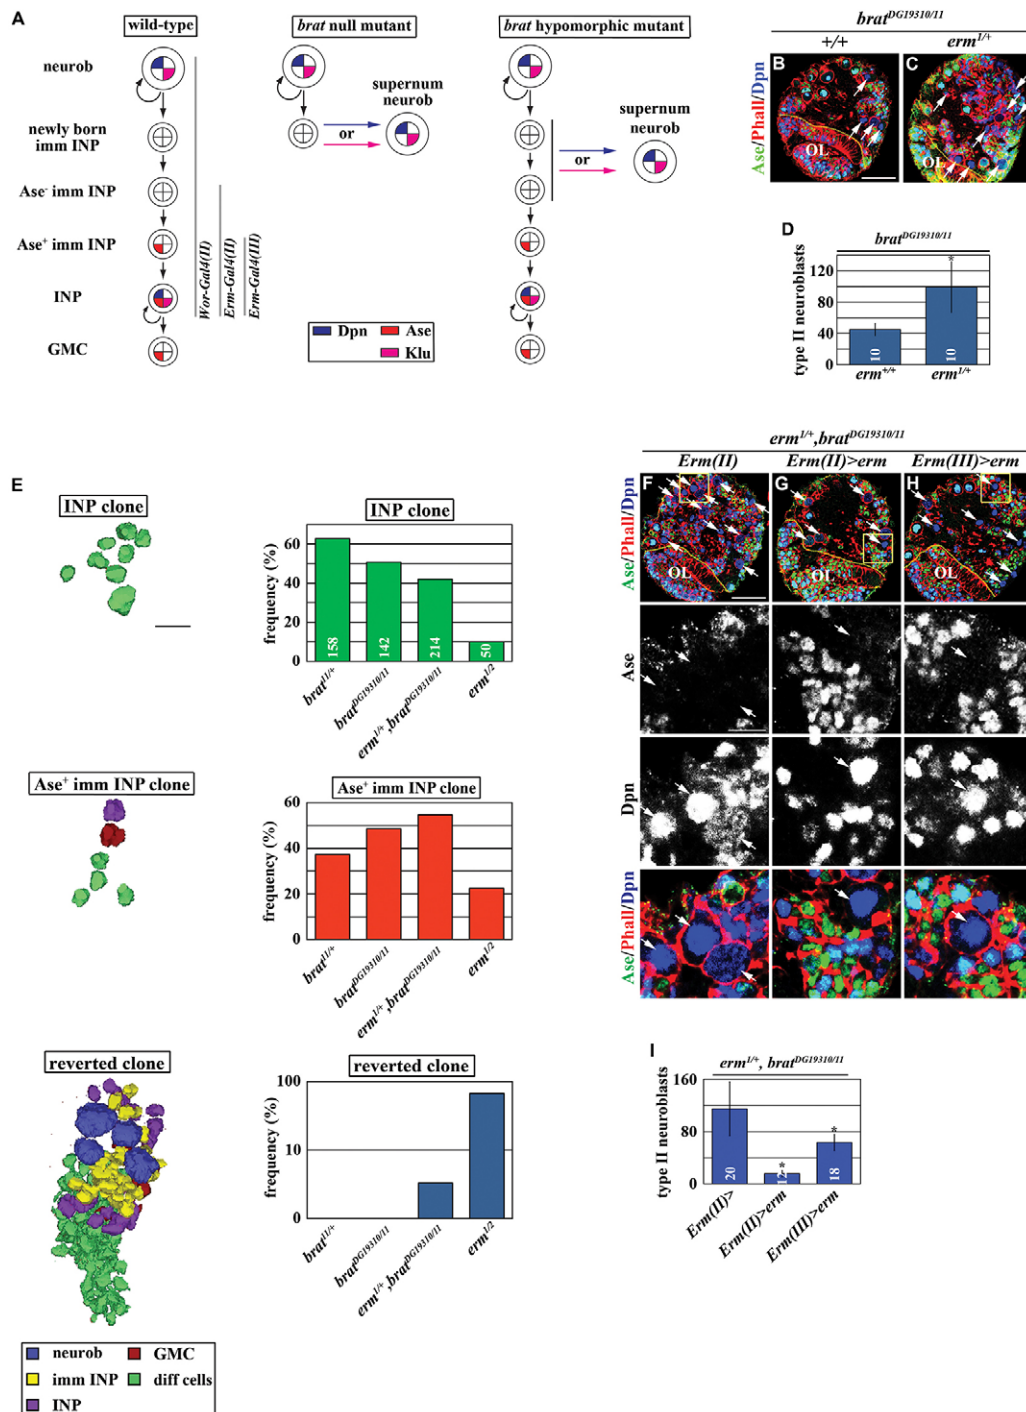 A
wild-type
brat null mutant
brat hypomorphic mutant
neurob
newly born
imm INP
Ase- imm INP
Ase+ imm INP
INP
GMC
Wor-Gal4(II)
Erm-Gal4(II)
Erm-Gal4(III)
supernum
neurob
or
supernum
neurob
or
Dpn
Ase
Klu
brat^DG19310/11
+/+
erm^1/+
B
C
Ase/Phall/Dpn
OL
OL
D
brat^DG19310/11
*
type II neuroblasts
120
80
40
0
10
10
erm^+/+
erm^1/+
E
INP clone
INP clone
frequency (%)
60
40
20
0
158
142
214
50
brat^11/+
brat^DG19310/11
erm^1/+,brat^DG19310/11
erm^1/2
Ase+ imm INP clone
Ase+ imm INP clone
frequency (%)
60
40
20
0
brat^11/+
brat^DG19310/11
erm^1/+,brat^DG19310/11
erm^1/2
reverted clone
reverted clone
frequency (%)
100
10
0
brat^11/+
brat^DG19310/11
erm^1/+,brat^DG19310/11
erm^1/2
neurob
GMC
imm INP
diff cells
INP
erm^1/+,brat^DG19310/11
Erm(II)
Erm(II)>erm
Erm(III)>erm
F
G
H
Ase/Phall/Dpn
OL
OL
OL
Ase
Dpn
Ase/Phall/Dpn
I
erm^1/+, brat^DG19310/11
type II neuroblasts
160
80
0
*
*
20
12
18
Erm(II)>
Erm(II)>erm
Erm(III)>erm